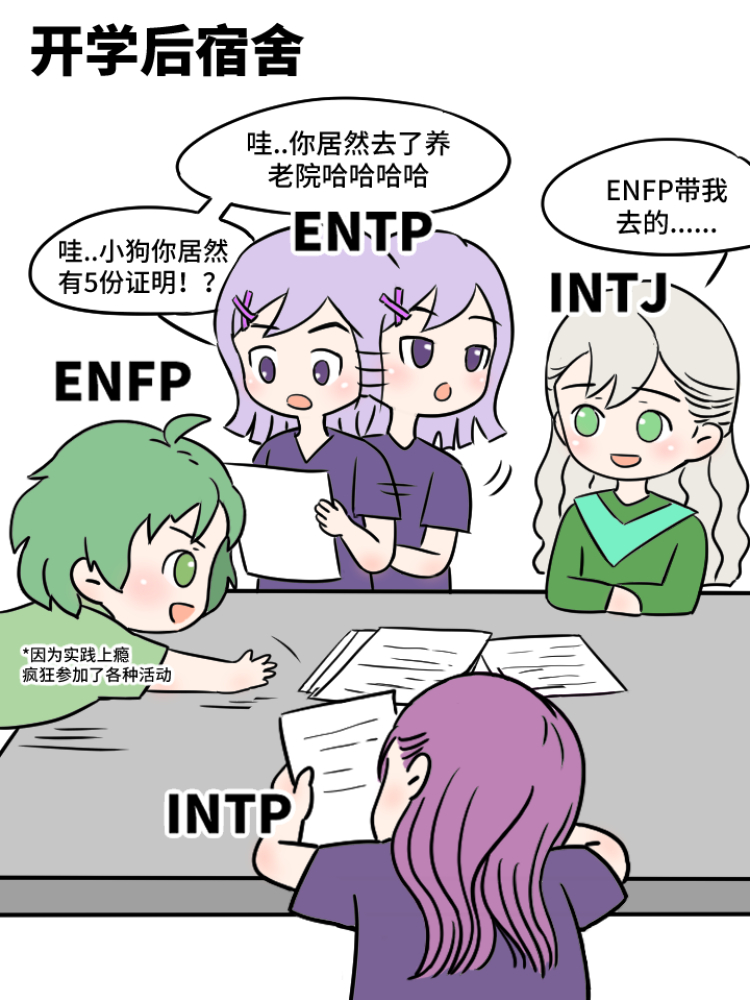 开学后宿舍
哇..你居然去了养
老院哈哈哈哈
ENFP带我
去的......
ENTP
哇..小狗你居然
有5份证明！？
INTJ
ENFP
*因为实践上瘾
疯狂参加了各种活动
INTP